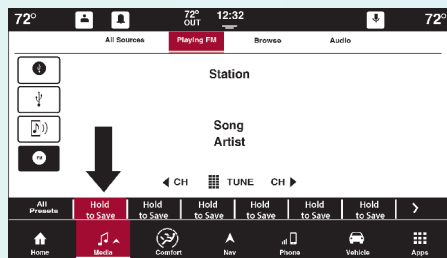 72° 72° OUT 12:32 72°
All Sources Playing FM Browse Audio
Station
Song
Artist
FM
CH TUNE CH
All Presets Hold to Save Hold to Save Hold to Save Hold to Save Hold to Save Hold to Save
Home Media Comfort Nav Phone Vehicle Apps